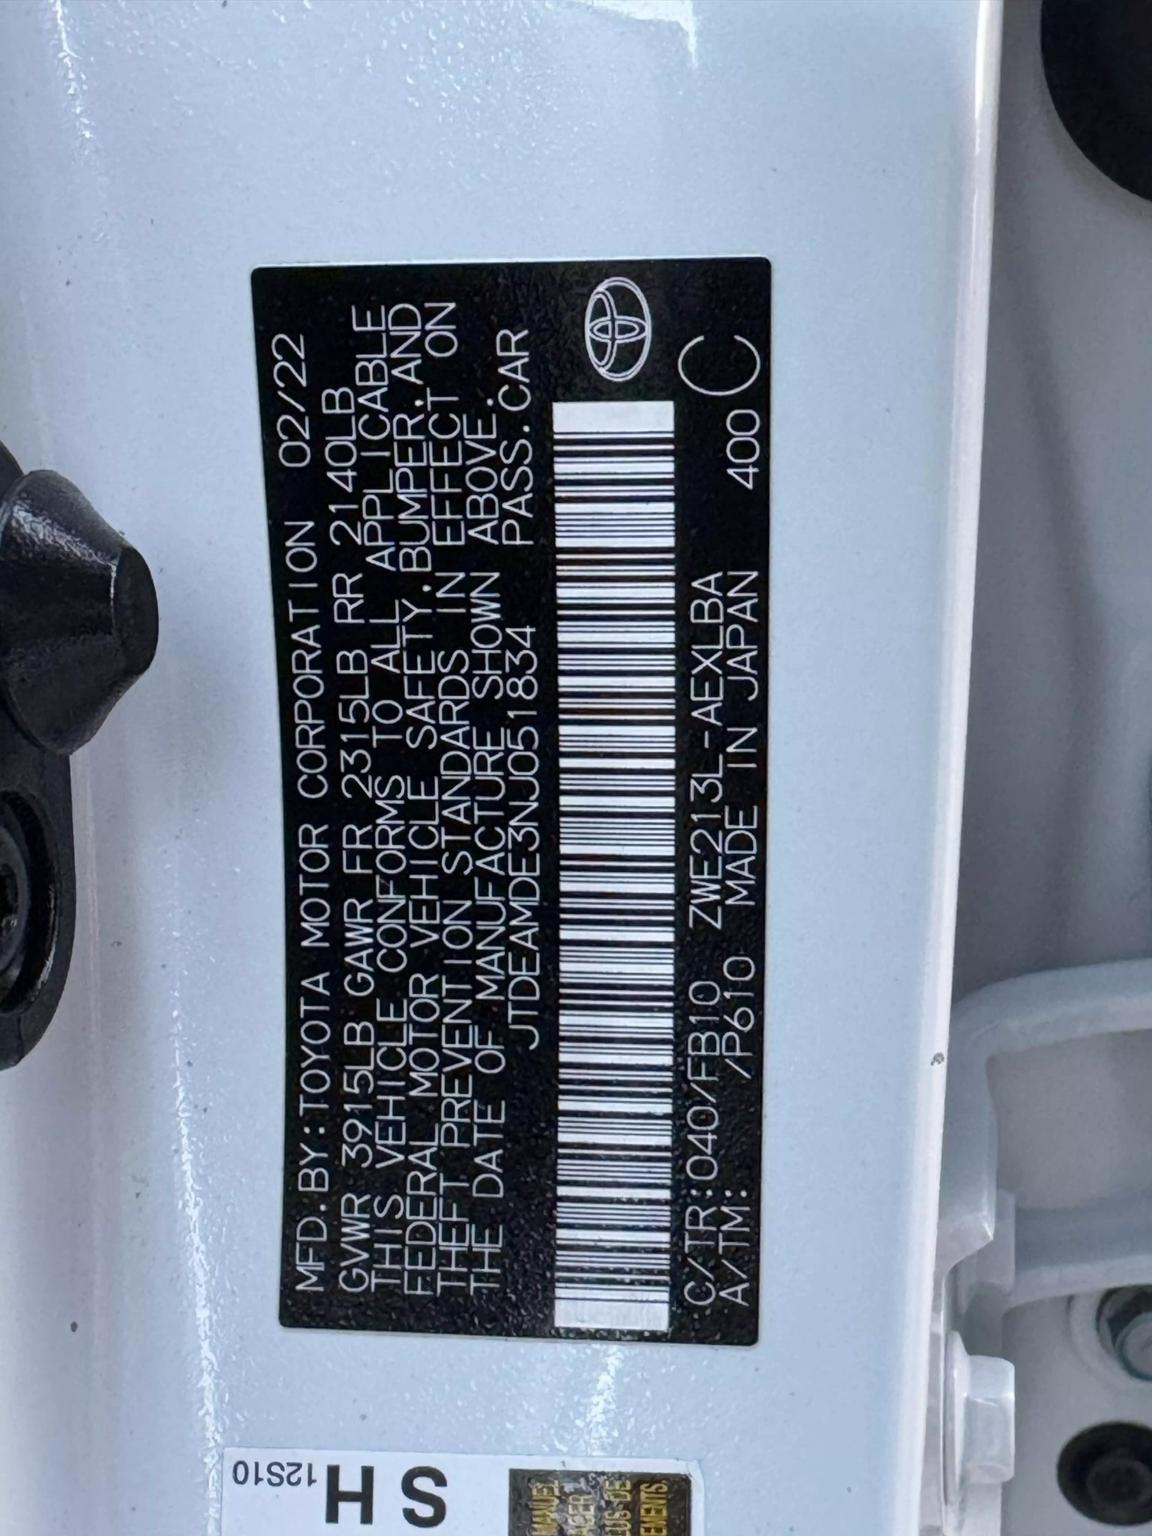 MFD.BY:TOYOTA MOTOR CORPORATION 02/22
GVWR 3915LB GAWR FR 2315LB RR 2140LB
THIS VEHICLE CONFORMS TO ALL APPLICABLE
FEDERAL MOTOR VEHICLE SAFETY, BUMPER, AND
THEFT PREVENTION STANDARDS IN EFFECT ON
THE DATE OF MANUFACTURE SHOWN ABOVE.
JTDEAMDE3NJ051834 PASS.CAR
C/TR:040/FB10 ZWE213L-AEXLBA
A/TM: /P610 MADE IN JAPAN 400 C
12S10
SH
MANUEL